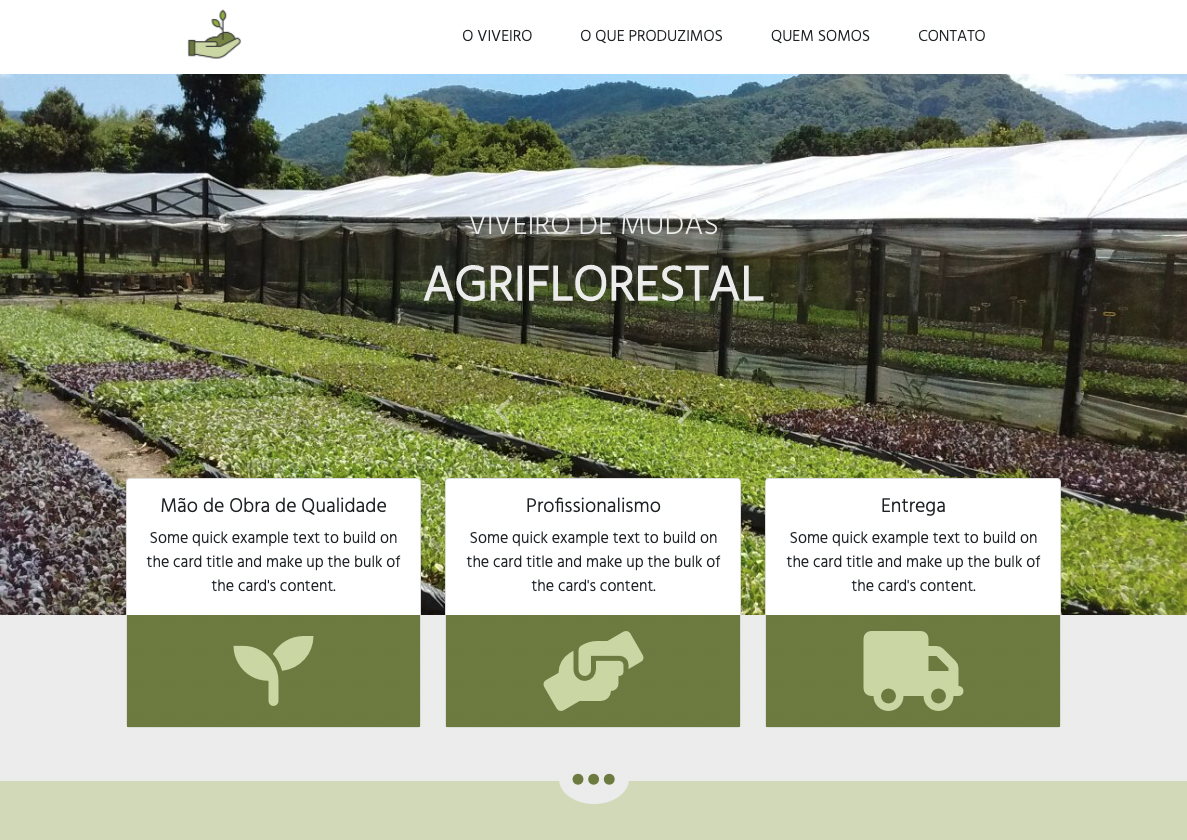 O VIVEIRO
O QUE PRODUZIMOS
QUEM SOMOS
CONTATO
VIVEIRO DE MUDAS
AGRIFLORESTAL
Mão de Obra de Qualidade
Some quick example text to build on
the card title and make up the bulk of
the card's content.
Profissionalismo
Some quick example text to build on
the card title and make up the bulk of
the card's content.
Entrega
Some quick example text to build on
the card title and make up the bulk of
the card's content.